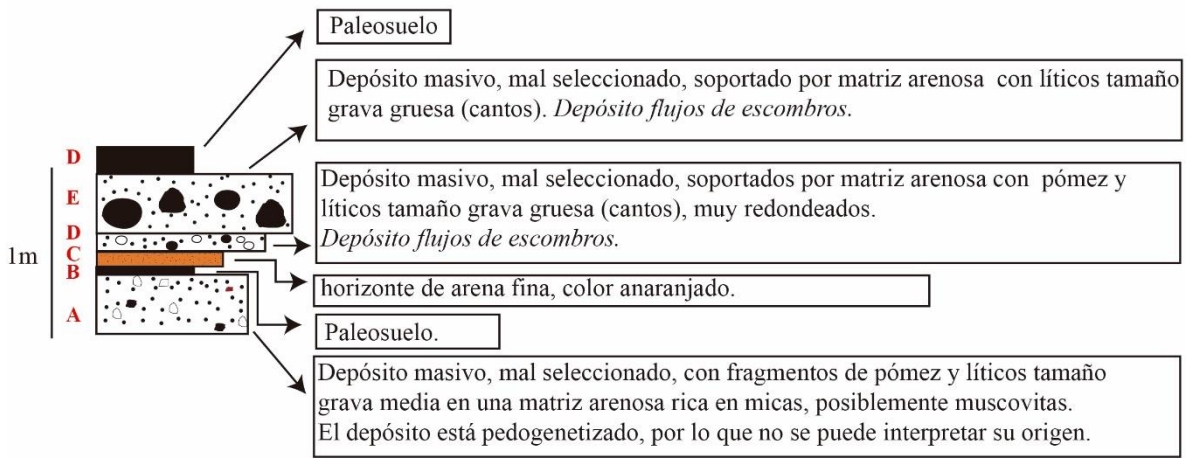 Paleosuelo
Depósito masivo, mal seleccionado, soportado por matriz arenosa con líticos tamaño
grava gruesa (cantos). Depósito flujos de escombros.
D
E
D
C
B
A
1m
Depósito masivo, mal seleccionado, soportados por matriz arenosa con pómez y
líticos tamaño grava gruesa (cantos), muy redondeados.
Depósito flujos de escombros.
horizonte de arena fina, color anaranjado.
Paleosuelo.
Depósito masivo, mal seleccionado, con fragmentos de pómez y líticos tamaño
grava media en una matriz arenosa rica en micas, posiblemente muscovitas.
El depósito está pedogenetizado, por lo que no se puede interpretar su origen.